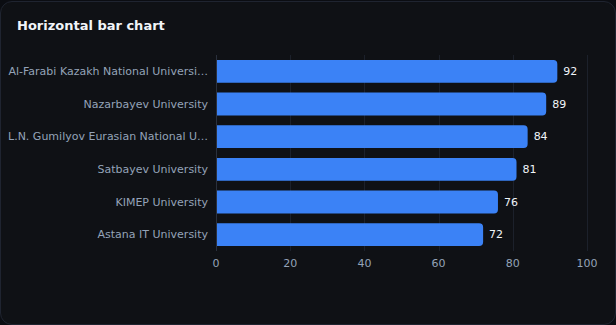 Horizontal bar chart
Al-Farabi Kazakh National Universi… 92
Nazarbayev University 89
L.N. Gumilyov Eurasian National U… 84
Satbayev University 81
KIMEP University 76
Astana IT University 72
0 20 40 60 80 100